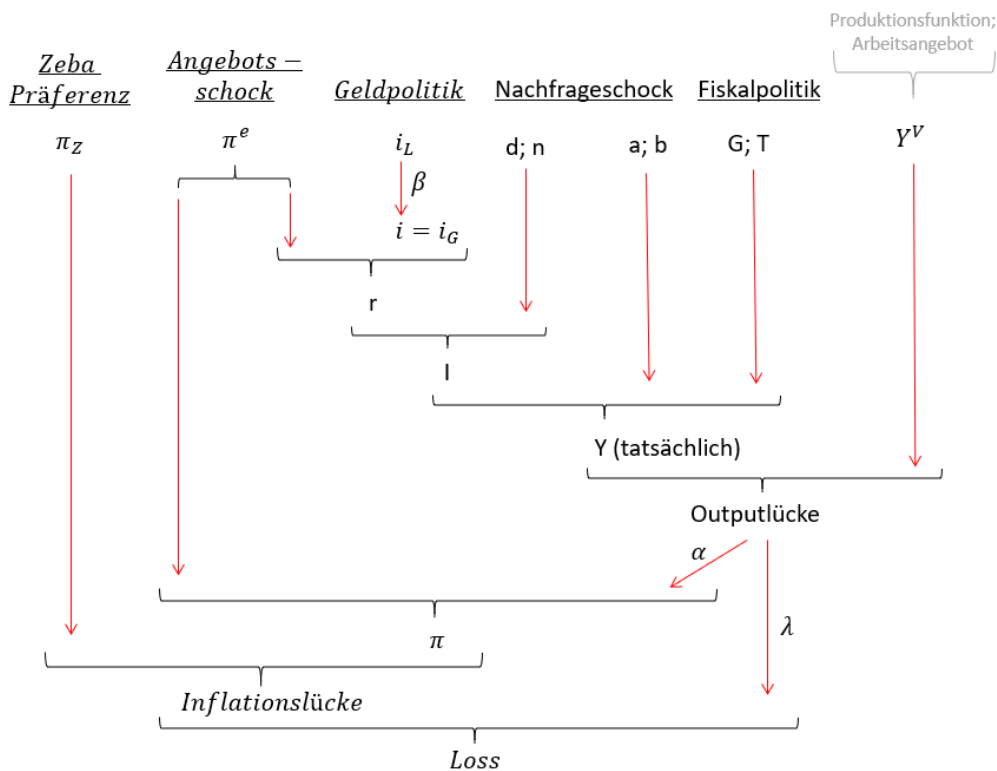 Produktionsfunktion;
Arbeitsangebot
Zeba Präferenz
Angebots – schock
Geldpolitik
Nachfrageschock
Fiskalpolitik
π_Z
π^e
i_L
d; n
a; b
G; T
Y^V
β
i = i_G
r
I
Y (tatsächlich)
Outputlücke
α
π
λ
Inflationslücke
Loss